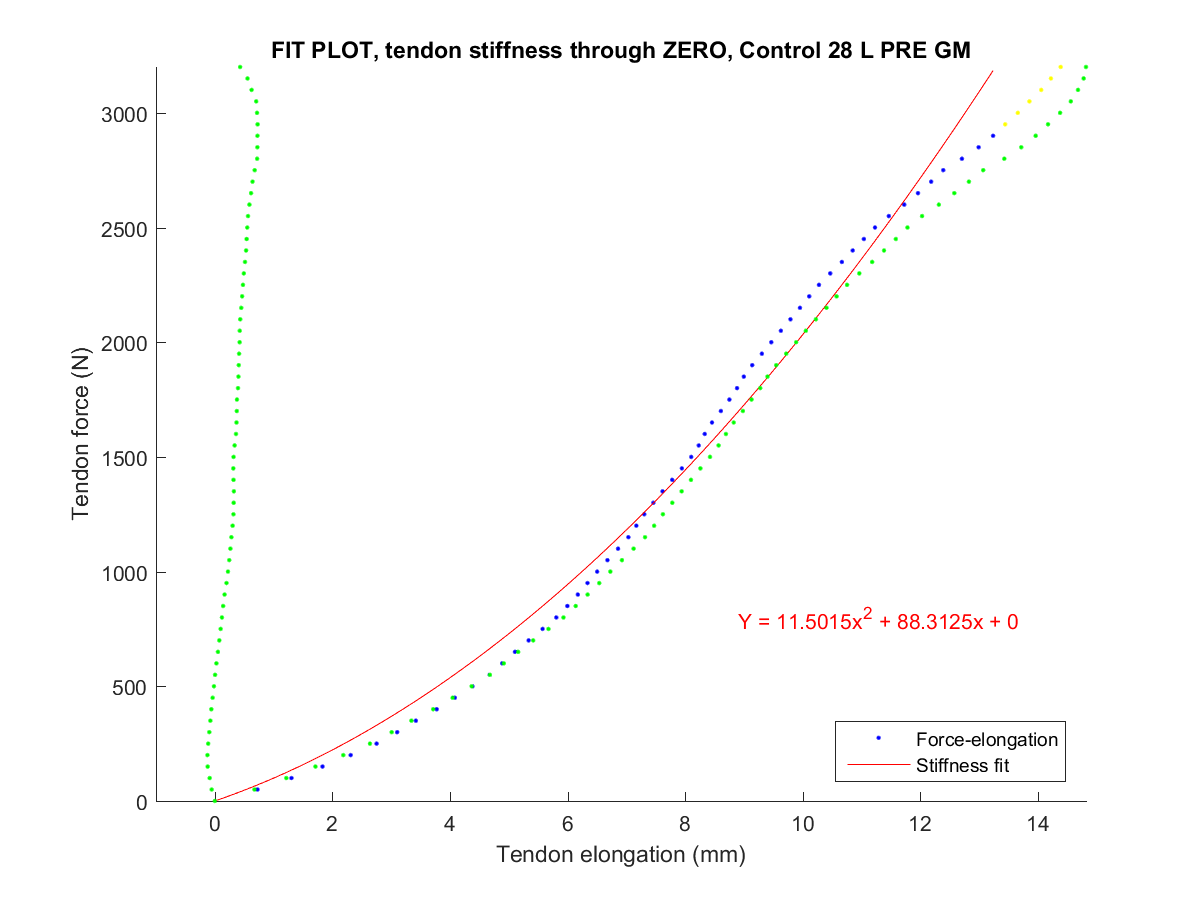 FIT PLOT, tendon stiffness through ZERO, Control 28 L PRE GM
3000
2500
2000
1500
1000
500
0
Tendon force (N)
Y = 11.5015x² + 88.3125x + 0
Force-elongation
Stiffness fit
0 2 4 6 8 10 12 14
Tendon elongation (mm)